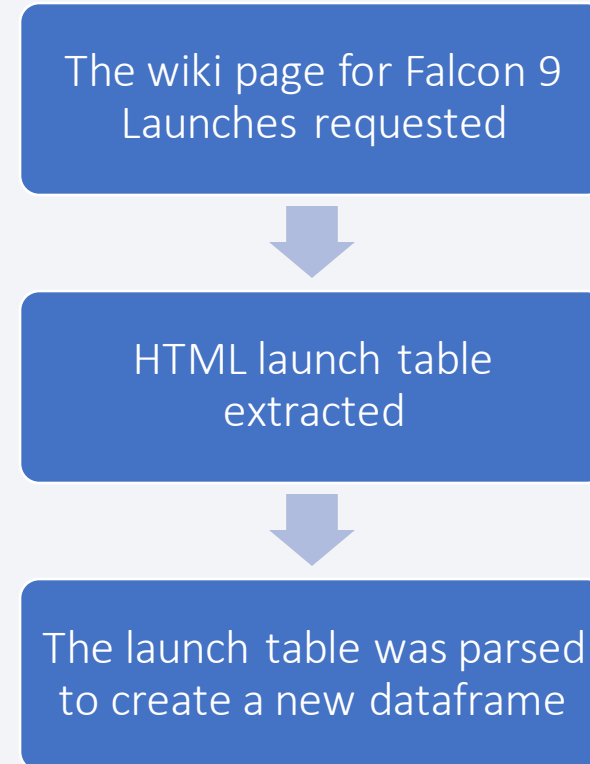 The wiki page for Falcon 9
Launches requested
HTML launch table
extracted
The launch table was parsed
to create a new dataframe